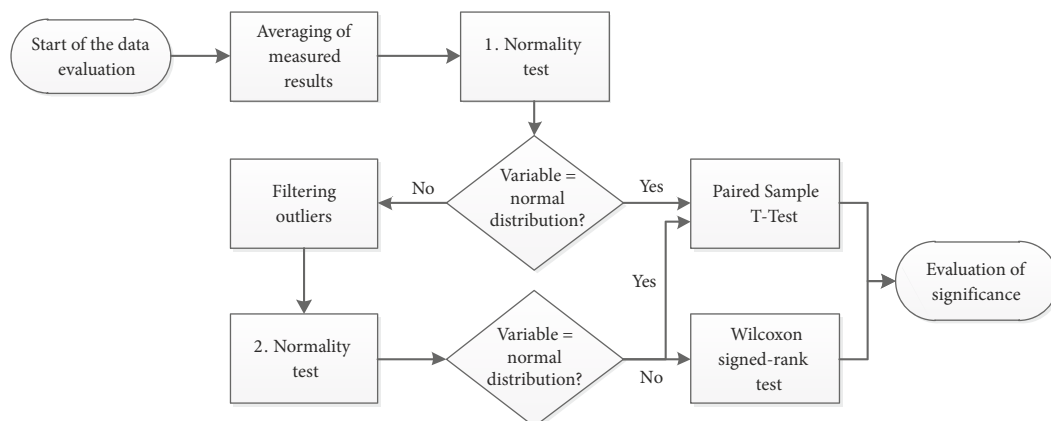 Start of the data
evaluation
Averaging of
measured
results
1. Normality
test
Variable =
normal
distribution?
No
Yes
Filtering
outliers
Paired Sample
T-Test
Yes
Evaluation of
significance
2. Normality
test
Variable =
normal
distribution?
No
Wilcoxon
signed-rank
test